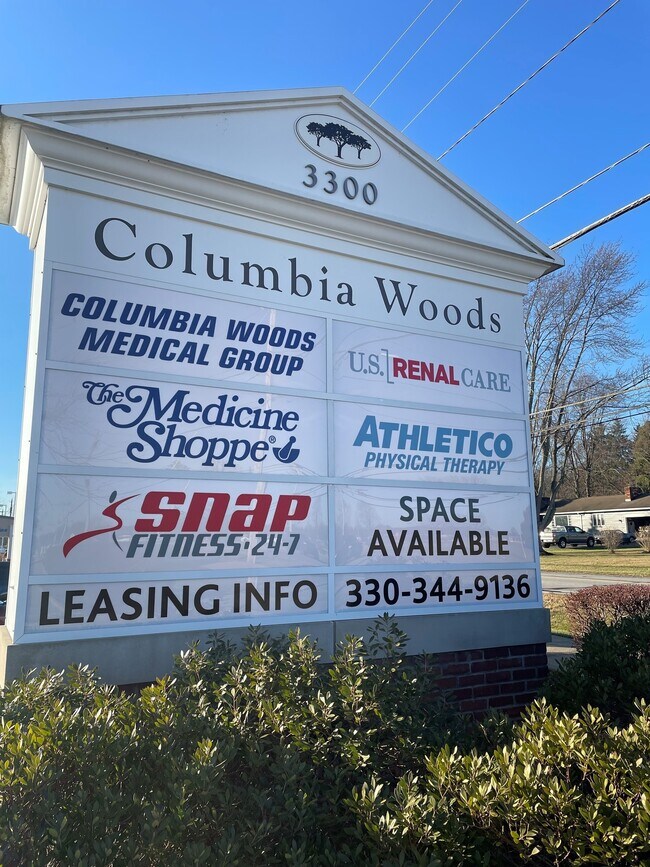 3300
Columbia Woods
COLUMBIA WOODS
MEDICAL GROUP
U.S. RENAL CARE
The Medicine
Shoppe®
ATHLETICO
PHYSICAL THERAPY
SNAP
FITNESS·24-7
SPACE
AVAILABLE
LEASING INFO
330-344-9136